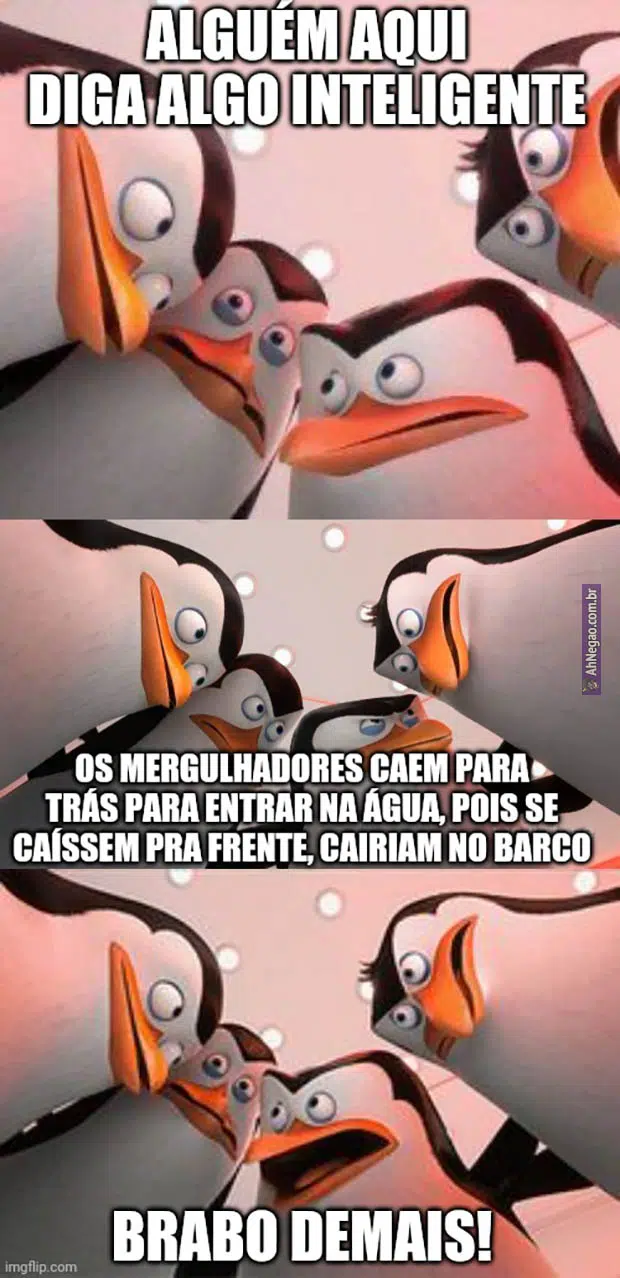 ALGUÉM AQUI
DIGA ALGO INTELIGENTE
AhNegao.com.br
OS MERGULHADORES CAEM PARA
TRÁS PARA ENTRAR NA ÁGUA, POIS SE
CAÍSSEM PRA FRENTE, CAIRIAM NO BARCO
BRABO DEMAIS!
imgflip.com